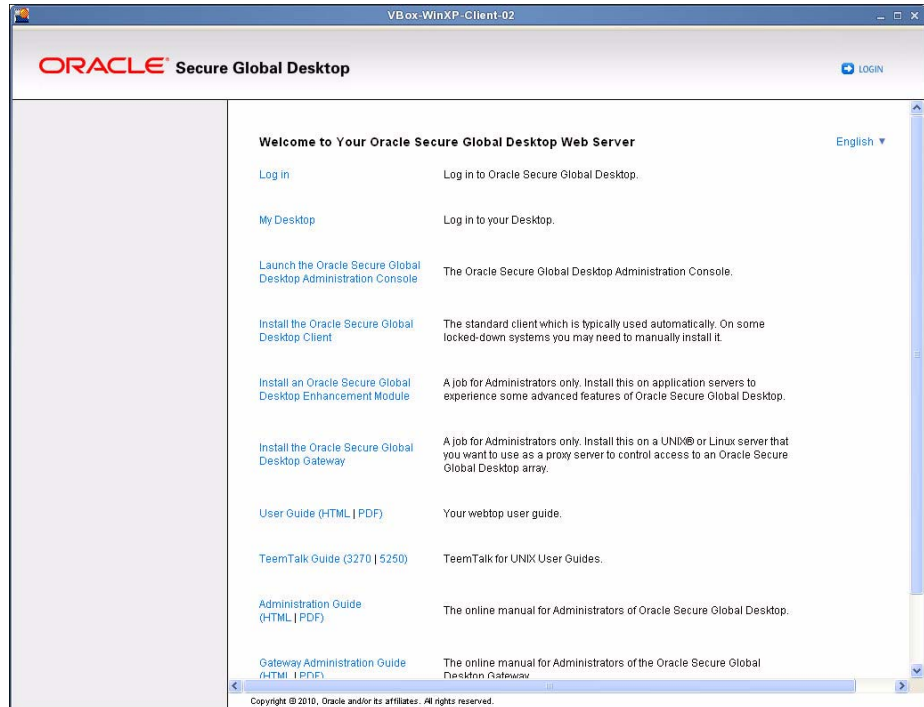 VBox-WinXP-Client-02
ORACLE Secure Global Desktop
LOGIN
Welcome to Your Oracle Secure Global Desktop Web Server
English
Log in
Log in to Oracle Secure Global Desktop.
My Desktop
Log in to your Desktop.
Launch the Oracle Secure Global
Desktop Administration Console
The Oracle Secure Global Desktop Administration Console.
Install the Oracle Secure Global
Desktop Client
The standard client which is typically used automatically. On some
locked-down systems you may need to manually install it.
Install an Oracle Secure Global
Desktop Enhancement Module
A job for Administrators only. Install this on application servers to
experience some advanced features of Oracle Secure Global Desktop.
Install the Oracle Secure Global
Desktop Gateway
A job for Administrators only. Install this on a UNIX® or Linux server that
you want to use as a proxy server to control access to an Oracle Secure
Global Desktop array.
User Guide (HTML | PDF)
Your webtop user guide.
TeemTalk Guide (3270 | 5250)
TeemTalk for UNIX User Guides.
Administration Guide
(HTML | PDF)
The online manual for Administrators of Oracle Secure Global Desktop.
Gateway Administration Guide
(HTML | PDF)
The online manual for Administrators of the Oracle Secure Global
Desktop Gateway
Copyright © 2010, Oracle and/or its affiliates. All rights reserved.